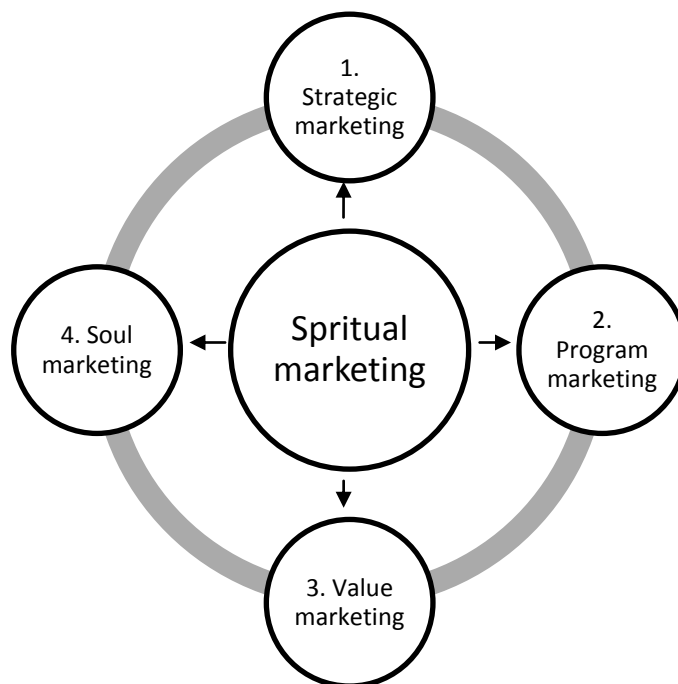 1.
Strategic
marketing
4. Soul
marketing
Spritual
marketing
2.
Program
marketing
3. Value
marketing